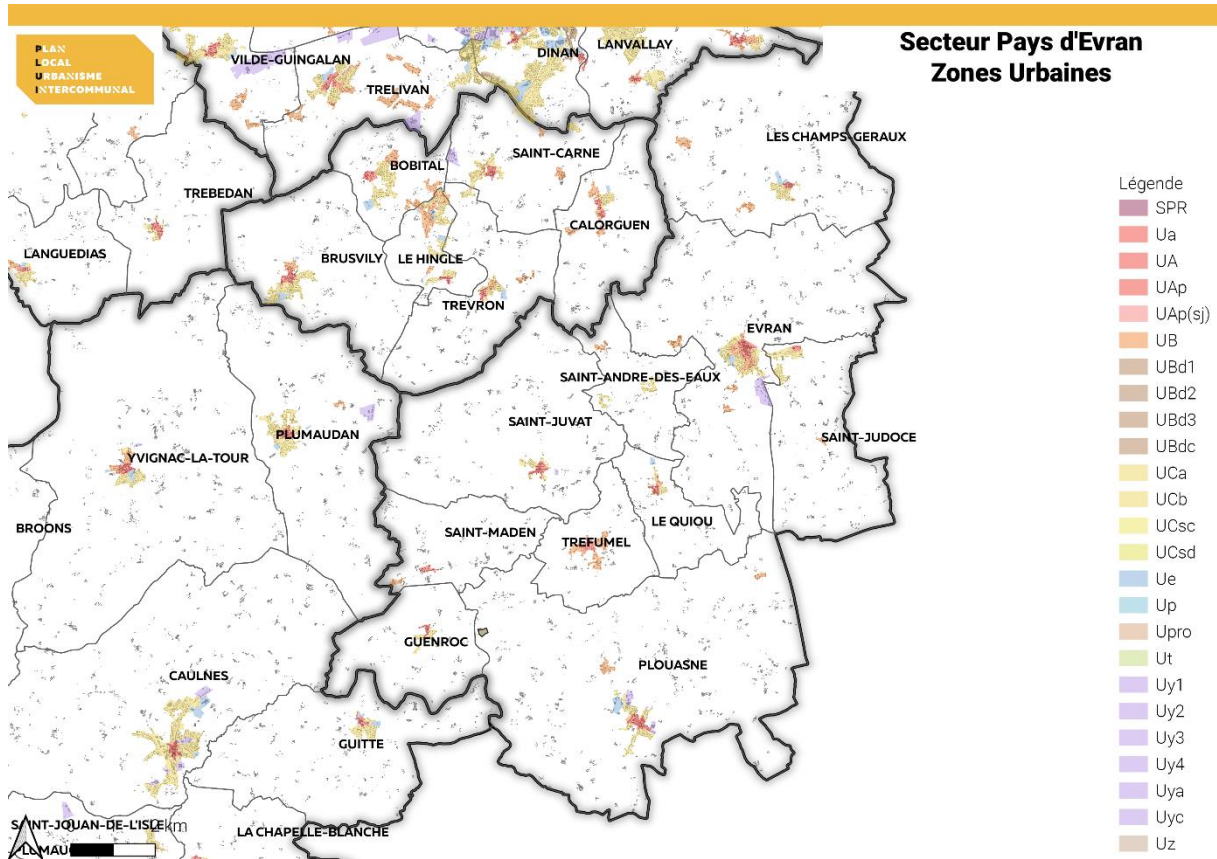 PLAN
LOCAL
URBANISME
INTERCOMMUNAL
Secteur Pays d'Evran
Zones Urbaines
VILDE-GUINGALAN
DINAN
LANVALLAY
TRELIVAN
LES CHAMPS-GERAUX
SAINT-CARNE
BOBITAL
TREBEDAN
CALORGUEN
LANGUEDIAS
BRUSVILY
LE HINGLE
TREVRON
EVRAN
SAINT-ANDRE-DES-EAUX
SAINT-JUVAT
PLUMAUDAN
SAINT-JUDOCE
YVIGNAC-LA-TOUR
BROONS
LE QUIOU
SAINT-MADEN
TREFUMEL
GUENROC
PLOUASNE
CAULNES
GUITTE
SAINT-JOUAN-DE-L'ISLE
km
LA CHAPELLE-BLANCHE
Légende
SPR
Ua
UA
UAp
UAp(sj)
UB
UBd1
UBd2
UBd3
UBdc
UCa
UCb
UCsc
UCsd
Ue
Up
Upro
Ut
Uy1
Uy2
Uy3
Uy4
Uya
Uyc
Uz